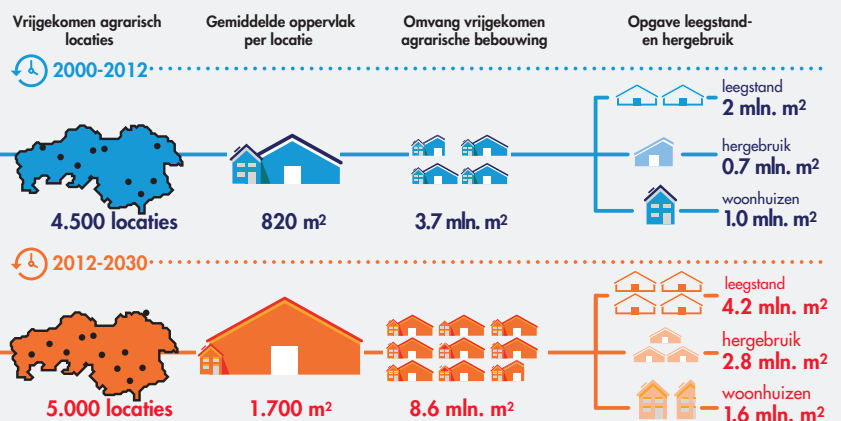 Vrijgekomen agrarisch
locaties
Gemiddelde oppervlak
per locatie
Omvang vrijgekomen
agrarische bebouwing
Opgave leegstand-
en hergebruik
2000-2012
4.500 locaties
820 m²
3.7 mln. m²
leegstand
2 mln. m²
hergebruik
0.7 mln. m²
woonhuizen
1.0 mln. m²
2012-2030
5.000 locaties
1.700 m²
8.6 mln. m²
leegstand
4.2 mln. m²
hergebruik
2.8 mln. m²
woonhuizen
1.6 mln. m²